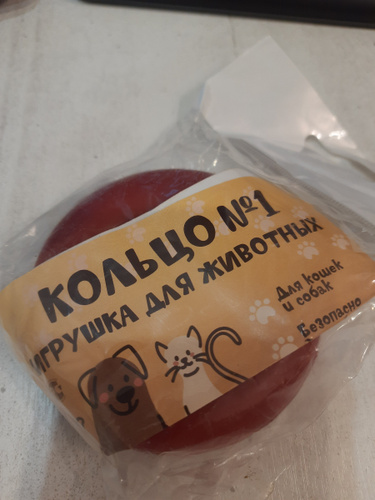 КОЛЬЦО №1
ИГРУШКА ДЛЯ ЖИВОТНЫХ
Для кошек
и собак
Безопасно